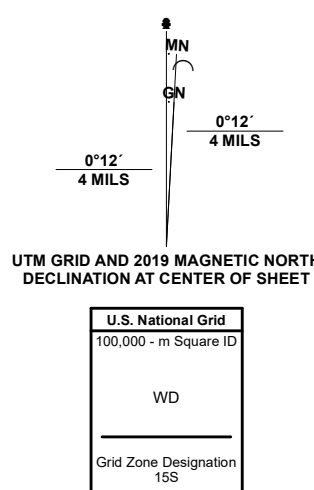 MN
GN
0°12´
4 MILS
0°12´
4 MILS
UTM GRID AND 2019 MAGNETIC NORTH
DECLINATION AT CENTER OF SHEET
U.S. National Grid
100,000 - m Square ID
WD
Grid Zone Designation
15S